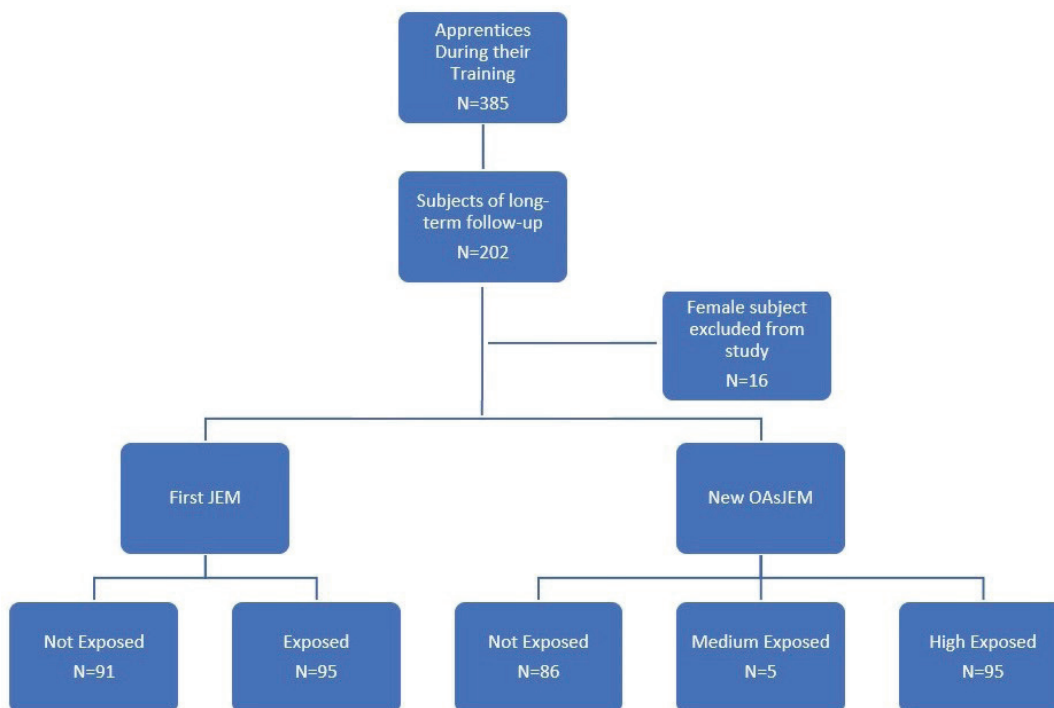 Apprentices
During their
Training
N=385
Subjects of long-
term follow-up
N=202
Female subject
excluded from
study
N=16
First JEM
New OAsJEM
Not Exposed
N=91
Exposed
N=95
Not Exposed
N=86
Medium Exposed
N=5
High Exposed
N=95